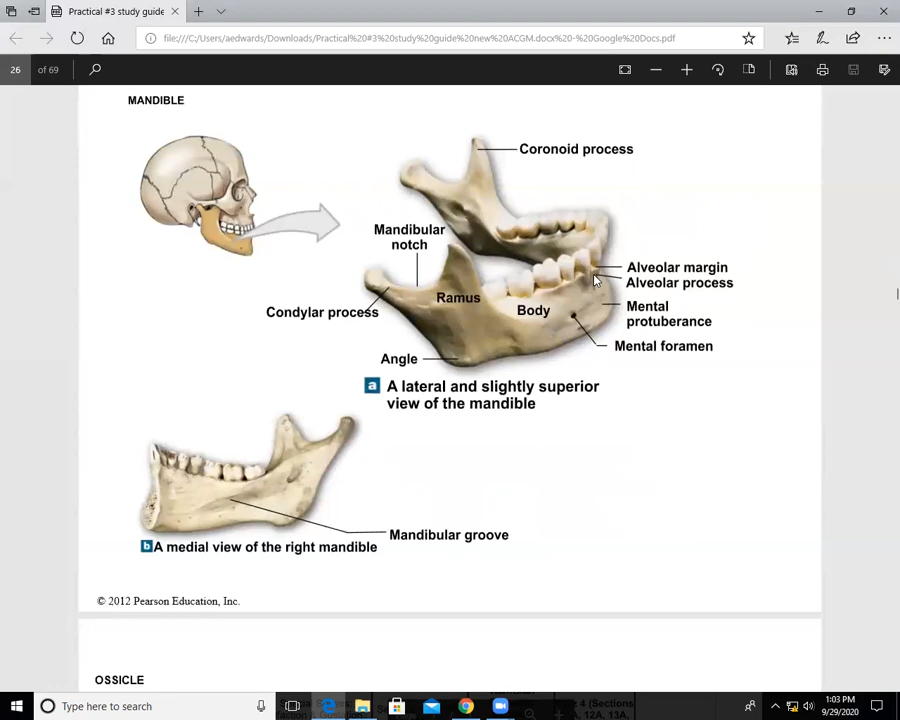 Practical #3 study guide
file:///C:/Users/aedwards/Downloads/Practical%20#3%20study%20guide%20new%20ACGM.docx%20-%20Google%20Docs.pdf
26 of 69
MANDIBLE
Coronoid process
Mandibular
notch
Alveolar margin
Ramus
Alveolar process
Condylar process
Body
Mental
protuberance
Mental foramen
Angle
a A lateral and slightly superior
view of the mandible
Mandibular groove
b A medial view of the right mandible
© 2012 Pearson Education, Inc.
OSSICLE
Type here to search
1:03 PM
9/29/2020